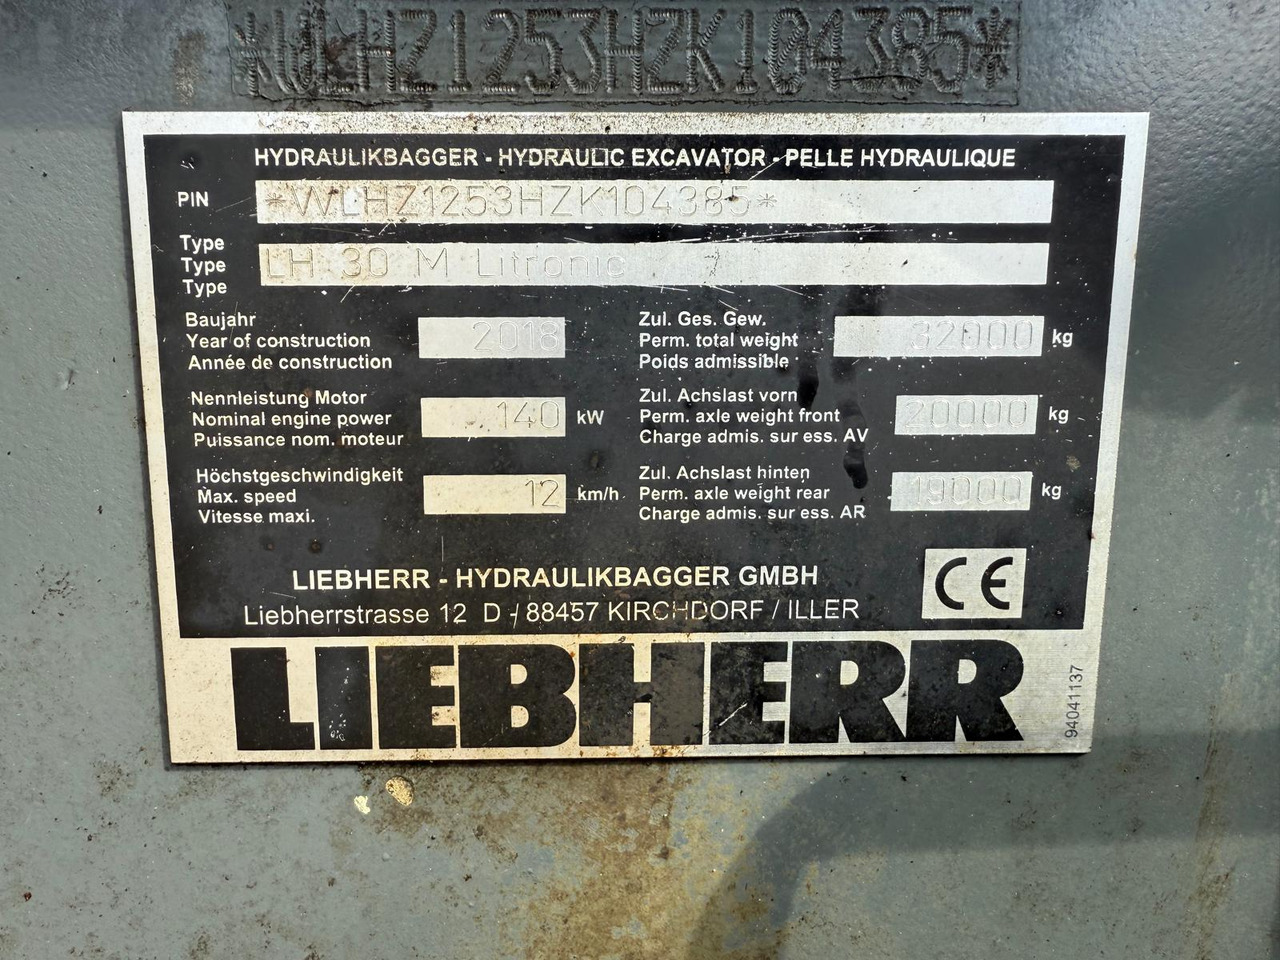 *WLHZ1253HZK104385*
HYDRAULIKBAGGER - HYDRAULIC EXCAVATOR - PELLE HYDRAULIQUE
PIN *WLHZ1253HZK104385*
Type
Type LH 30 M Litronic
Type
Baujahr
Year of construction 2018
Année de construction
Zul. Ges. Gew.
Perm. total weight 32000 kg
Poids admissible
Nennleistung Motor
Nominal engine power 140 kW
Puissance nom. moteur
Zul. Achslast vorn
Perm. axle weight front 20000 kg
Charge admis. sur ess. AV
Höchstgeschwindigkeit
Max. speed 12 km/h
Vitesse maxi.
Zul. Achslast hinten
Perm. axle weight rear 19000 kg
Charge admis. sur ess. AR
LIEBHERR - HYDRAULIKBAGGER GMBH
Liebherrstrasse 12 D-/88457 KIRCHDORF / ILLER
CE
LIEBHERR
94041137